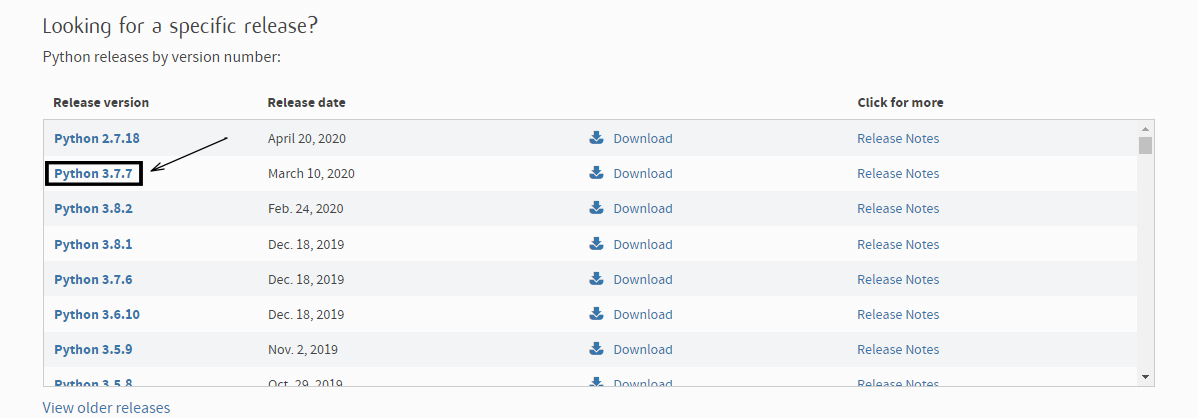 Looking for a specific release?
Python releases by version number:
Release version Release date Click for more
Python 2.7.18 April 20, 2020 Download Release Notes
Python 3.7.7 March 10, 2020 Download Release Notes
Python 3.8.2 Feb. 24, 2020 Download Release Notes
Python 3.8.1 Dec. 18, 2019 Download Release Notes
Python 3.7.6 Dec. 18, 2019 Download Release Notes
Python 3.6.10 Dec. 18, 2019 Download Release Notes
Python 3.5.9 Nov. 2, 2019 Download Release Notes
Python 3.5.8 Oct. 29, 2019 Download Release Notes
View older releases